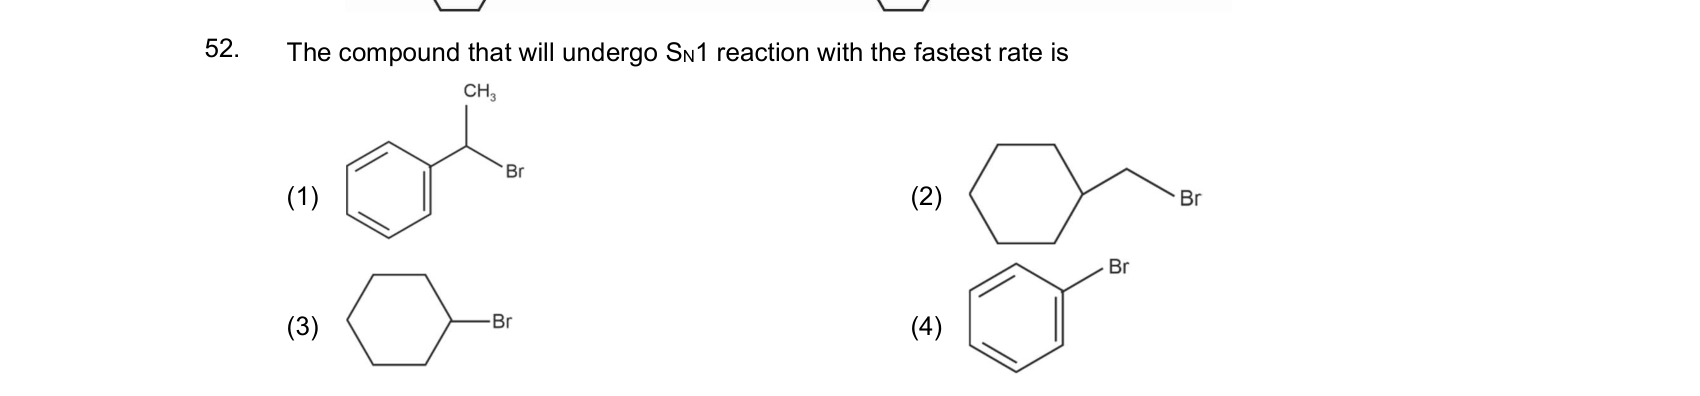 52. The compound that will undergo SN1 reaction with the fastest rate is
CH3
Br
(1)
(2) Br
(3) Br
(4) Br